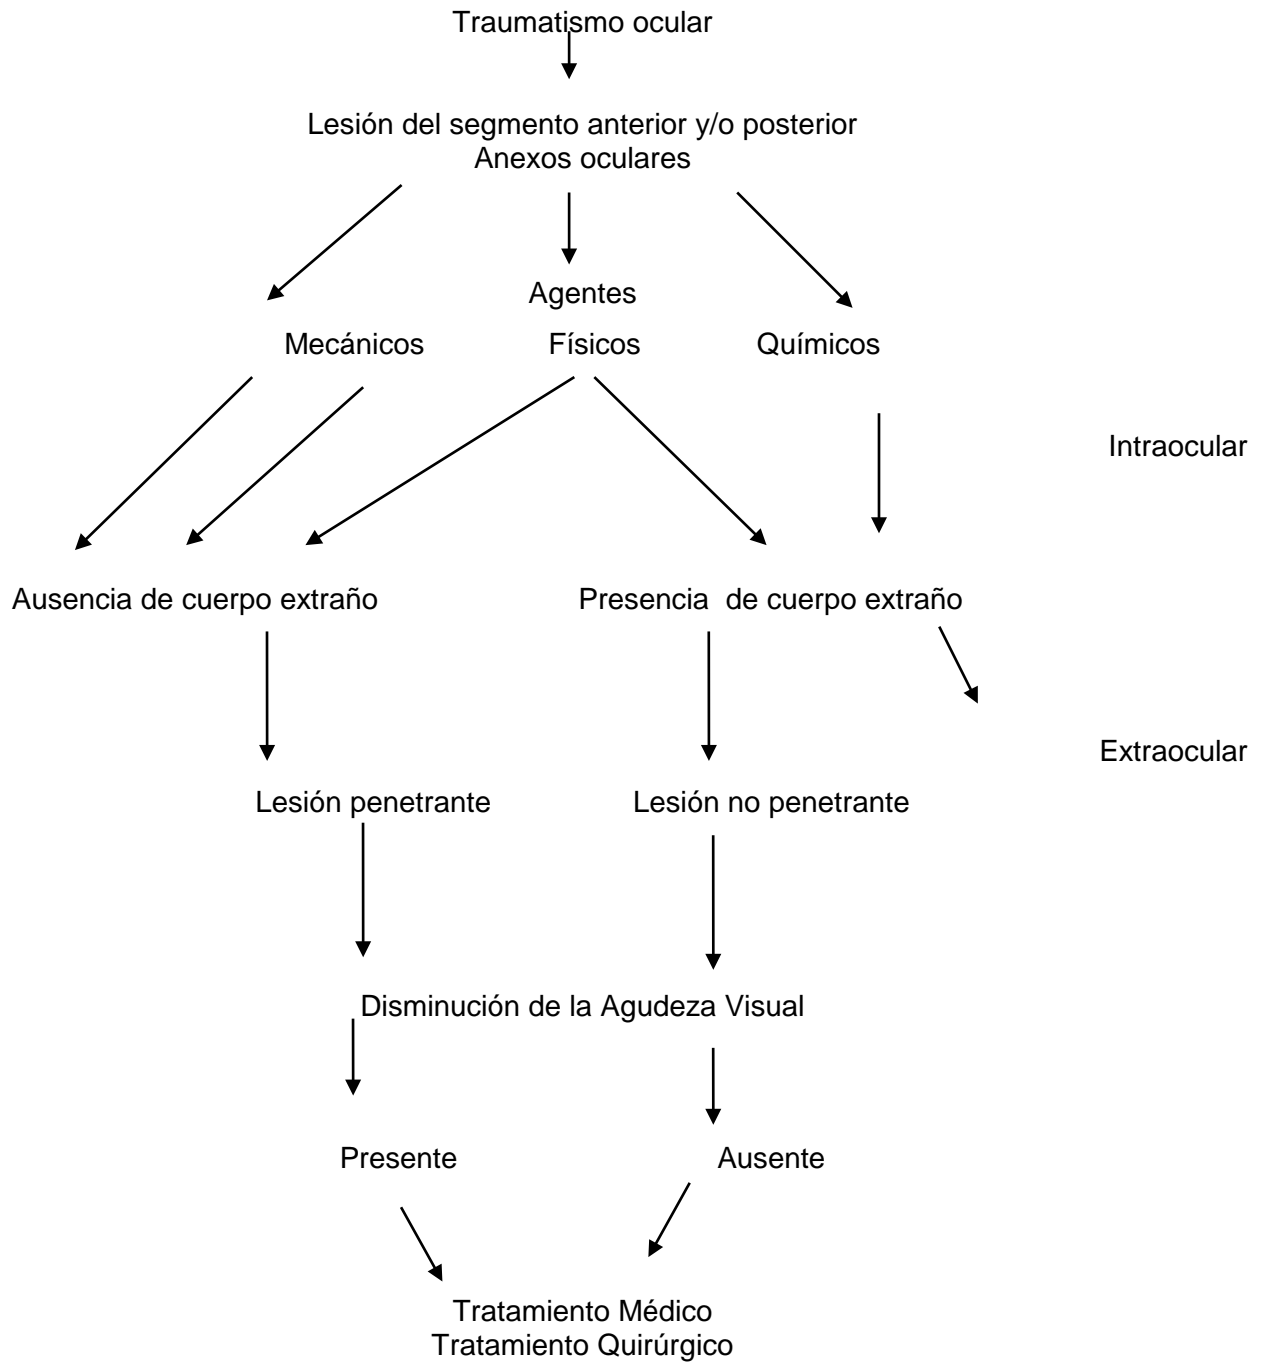 Traumatismo ocular
Lesión del segmento anterior y/o posterior
Anexos oculares
Agentes
Mecánicos Físicos Químicos
Intraocular
Ausencia de cuerpo extraño Presencia de cuerpo extraño
Extraocular
Lesión penetrante Lesión no penetrante
Disminución de la Agudeza Visual
Presente Ausente
Tratamiento Médico
Tratamiento Quirúrgico